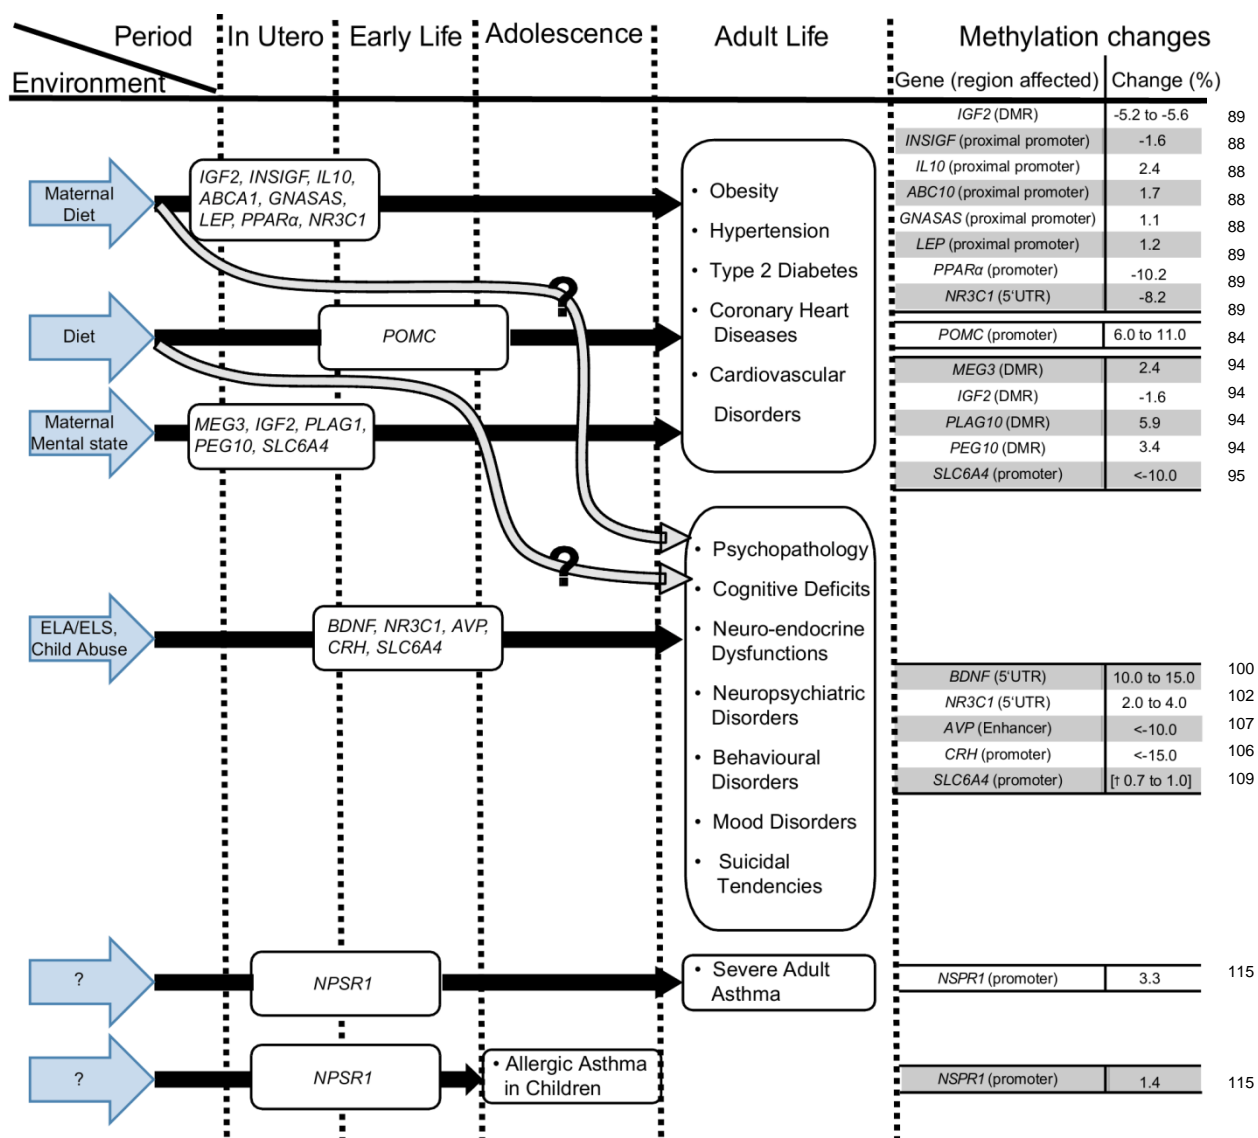 Period
In Utero
Early Life
Adolescence
Adult Life
Methylation changes
Environment
Gene (region affected) Change (%)
Maternal
Diet
IGF2, INSIGF, IL10,
ABCA1, GNASAS,
LEP, PPARα, NR3C1
?
Diet
POMC
Maternal
Mental state
MEG3, IGF2, PLAG1,
PEG10, SLC6A4
?
• Obesity
• Hypertension
• Type 2 Diabetes
• Coronary Heart
Diseases
• Cardiovascular
Disorders
ELA/ELS,
Child Abuse
BDNF, NR3C1, AVP,
CRH, SLC6A4
• Psychopathology
• Cognitive Deficits
• Neuro-endocrine
Dysfunctions
• Neuropsychiatric
Disorders
• Behavioural
Disorders
• Mood Disorders
• Suicidal
Tendencies
?
NPSR1
• Severe Adult
Asthma
?
NPSR1
• Allergic Asthma
in Children
IGF2 (DMR) -5.2 to -5.6 89
INSIGF (proximal promoter) -1.6 88
IL10 (proximal promoter) 2.4 88
ABC10 (proximal promoter) 1.7 88
GNASAS (proximal promoter) 1.1 88
LEP (proximal promoter) 1.2 89
PPARα (promoter) -10.2 89
NR3C1 (5'UTR) -8.2 89
POMC (promoter) 6.0 to 11.0 84
MEG3 (DMR) 2.4 94
IGF2 (DMR) -1.6 94
PLAG10 (DMR) 5.9 94
PEG10 (DMR) 3.4 94
SLC6A4 (promoter) <-10.0 95
BDNF (5'UTR) 10.0 to 15.0 100
NR3C1 (5'UTR) 2.0 to 4.0 102
AVP (Enhancer) <-10.0 107
CRH (promoter) <-15.0 106
SLC6A4 (promoter) [↑ 0.7 to 1.0] 109
NSPR1 (promoter) 3.3 115
NSPR1 (promoter) 1.4 115